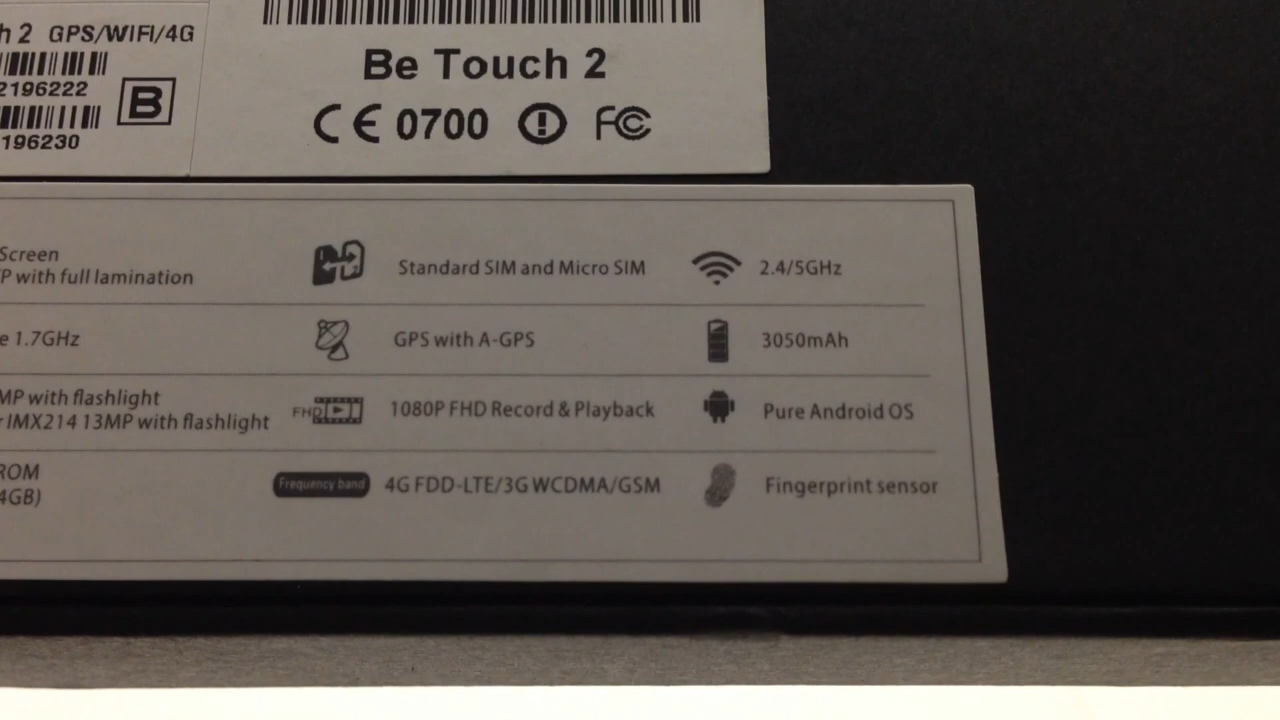 h 2 GPS/WIFI/4G
2196222
B
196230
Be Touch 2
CE 0700 FC
Screen
P with full lamination
Standard SIM and Micro SIM
2.4/5GHz
e 1.7GHz
GPS with A-GPS
3050mAh
MP with flashlight
r IMX214 13MP with flashlight
FHD
1080P FHD Record & Playback
Pure Android OS
ROM
4GB)
Frequency band
4G FDD-LTE/3G WCDMA/GSM
Fingerprint sensor